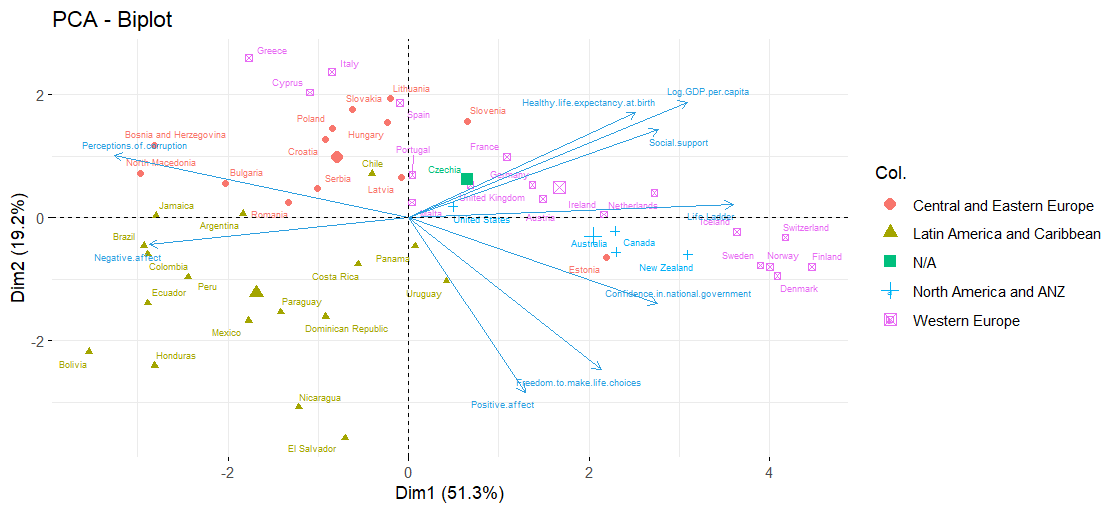 PCA - Biplot
Greece
Italy
Cyprus
Lithuania
Log.GDP.per.capita
Slovakia
Healthy.life.expectancy.at.birth
2
Spain
Slovenia
Poland
Bosnia and Herzegovina
Hungary
Social.support
Perceptions.of.corruption
Portugal
France
Croatia
North Macedonia
Chile
Czechia
Bulgaria
Germany
Serbia
Latvia
United Kingdom
Jamaica
Ireland
Netherlands
Romania
Malta
0
United States
Austria
Life.Ladder
Argentina
Iceland
Switzerland
Brazil
Australia
Canada
Negative.affect
Panama
Sweden
Norway
Finland
Colombia
Costa Rica
Estonia
New Zealand
Peru
Denmark
Ecuador
Uruguay
Confidence.in.national.government
Paraguay
Mexico
Dominican Republic
-2
Honduras
Bolivia
Freedom.to.make.life.choices
Nicaragua
Positive.affect
El Salvador
-2
0
2
4
Dim1 (51.3%)
Dim2 (19.2%)
Col.
Central and Eastern Europe
Latin America and Caribbean
N/A
North America and ANZ
Western Europe